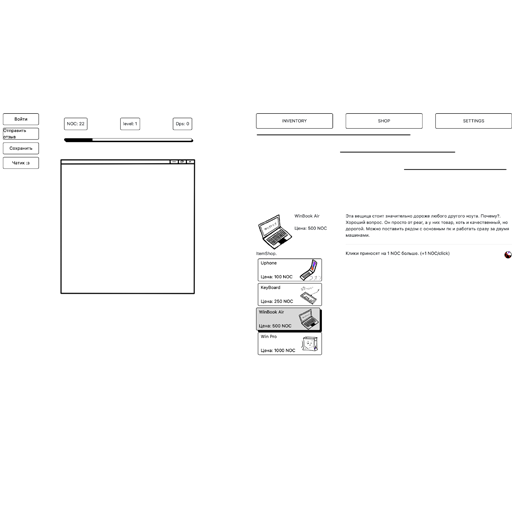 Войти
Отправить
отзыв
Сохранить
Чатик :з
NOC: 22
level: 1
Dps: 0
INVENTORY
SHOP
SETTINGS
WinBook Air
Цена: 500 NOC
Эта вещица стоит значительно дороже любого другого ноута. Почему?
Хороший вопрос. Он просто от pear, а у них товар, хоть и качественный, но
дорогой. Можно поставить рядом с основным пк и работать сразу за двумя
машинами.
Клики приносят на 1 NOC больше. (+1 NOC/click)
ItemShop.
Uphone
Цена: 100 NOC
KeyBoard
Цена: 250 NOC
WinBook Air
Цена: 500 NOC
Win Pro
Цена: 1000 NOC